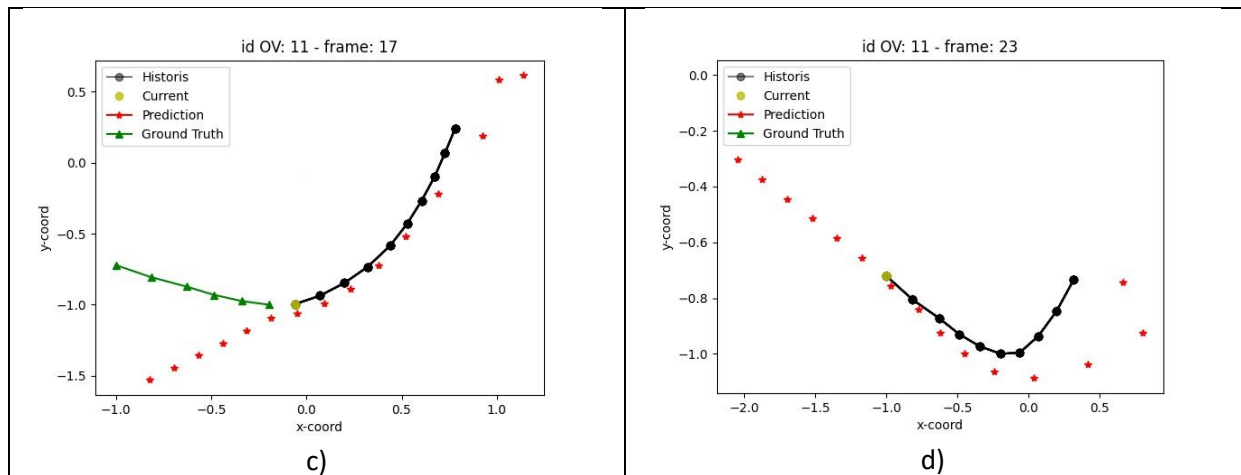 id OV: 11 - frame: 17
Historis
Current
Prediction
Ground Truth
y-coord
0.5
0.0
−0.5
−1.0
−1.5
−1.0
−0.5
0.0
0.5
1.0
x-coord
c)
id OV: 11 - frame: 23
Historis
Current
Prediction
Ground Truth
y-coord
0.0
−0.2
−0.4
−0.6
−0.8
−1.0
−2.0
−1.5
−1.0
−0.5
0.0
0.5
x-coord
d)